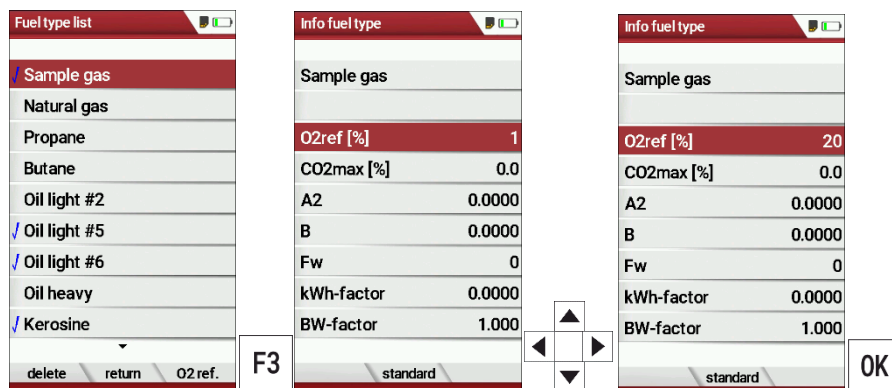 Fuel type list
Sample gas
Natural gas
Propane
Butane
Oil light #2
Oil light #5
Oil light #6
Oil heavy
Kerosine
delete return O2 ref.
F3
Info fuel type
Sample gas
O2ref [%] 1
CO2max [%] 0.0
A2 0.0000
B 0.0000
Fw 0
kWh-factor 0.0000
BW-factor 1.000
standard
Info fuel type
Sample gas
O2ref [%] 20
CO2max [%] 0.0
A2 0.0000
B 0.0000
Fw 0
kWh-factor 0.0000
BW-factor 1.000
standard
OK